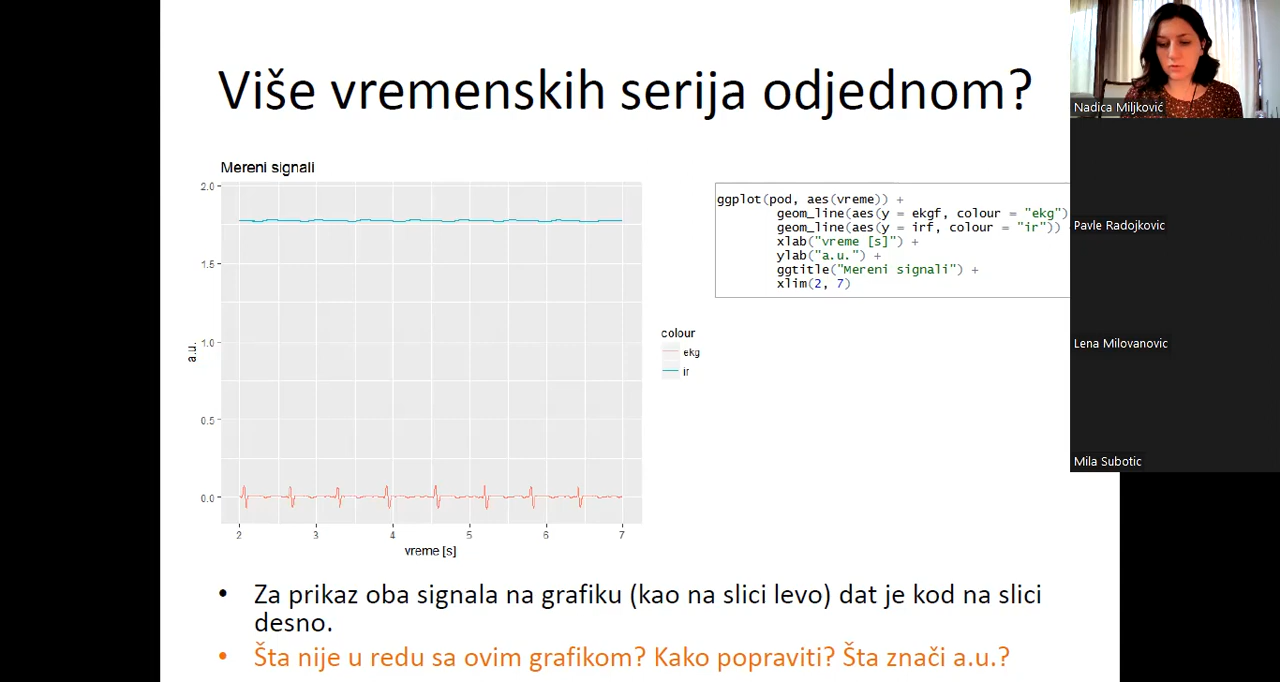 Više vremenskih serija odjednom?
Mereni signali
2.0
1.5
1.0
0.5
0.0
a.u.
2 3 4 5 6 7
vreme [s]
colour
ekg
ir
ggplot(pod, aes(vreme)) +
geom_line(aes(y = ekgf, colour = "ekg")
geom_line(aes(y = irf, colour = "ir"))
xlab("vreme [s]") +
ylab("a.u.") +
ggtitle("Mereni signali") +
xlim(2, 7)
• Za prikaz oba signala na grafiku (kao na slici levo) dat je kod na slici
desno.
• Šta nije u redu sa ovim grafikom? Kako popraviti? Šta znači a.u.?
Nadica Miljković
Pavle Radojkovic
Lena Milovanovic
Mila Subotic